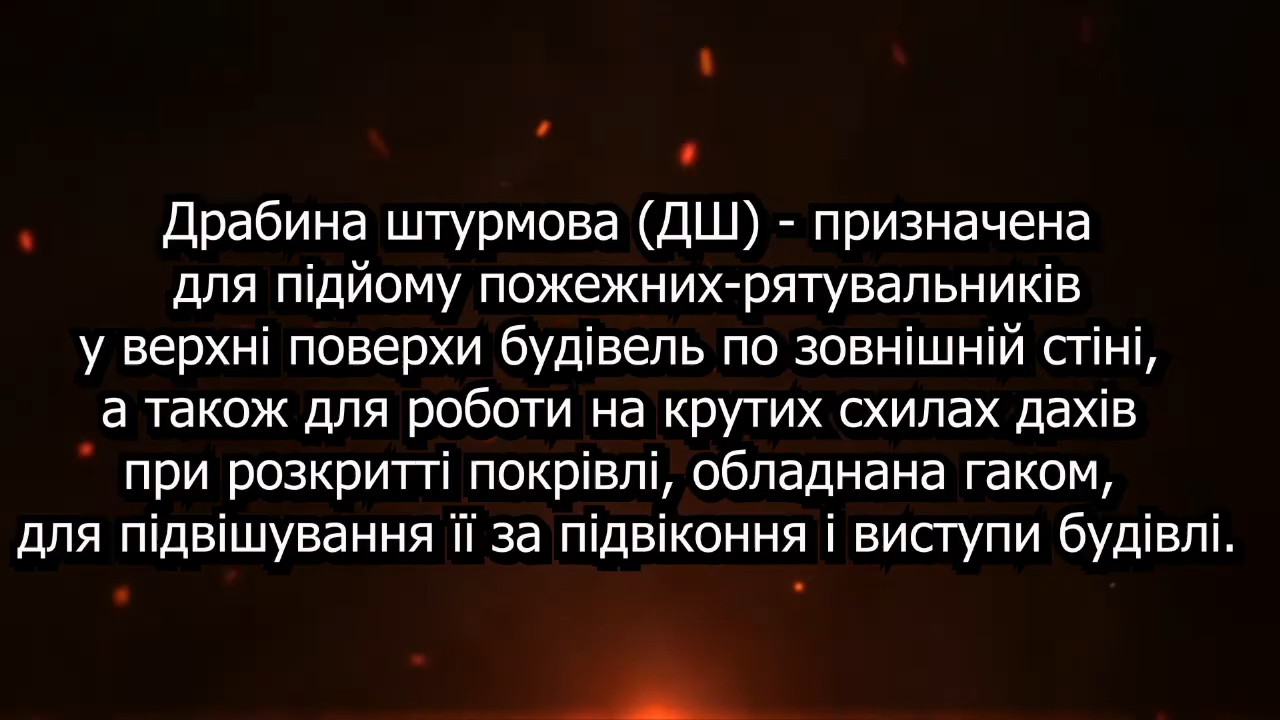 Драбина штурмова (ДШ) - призначена
для підйому пожежних-рятувальників
у верхні поверхи будівель по зовнішній стіні,
а також для роботи на крутих схилах дахів
при розкритті покрівлі, обладнана гаком,
для підвішування її за підвіконня і виступи будівлі.